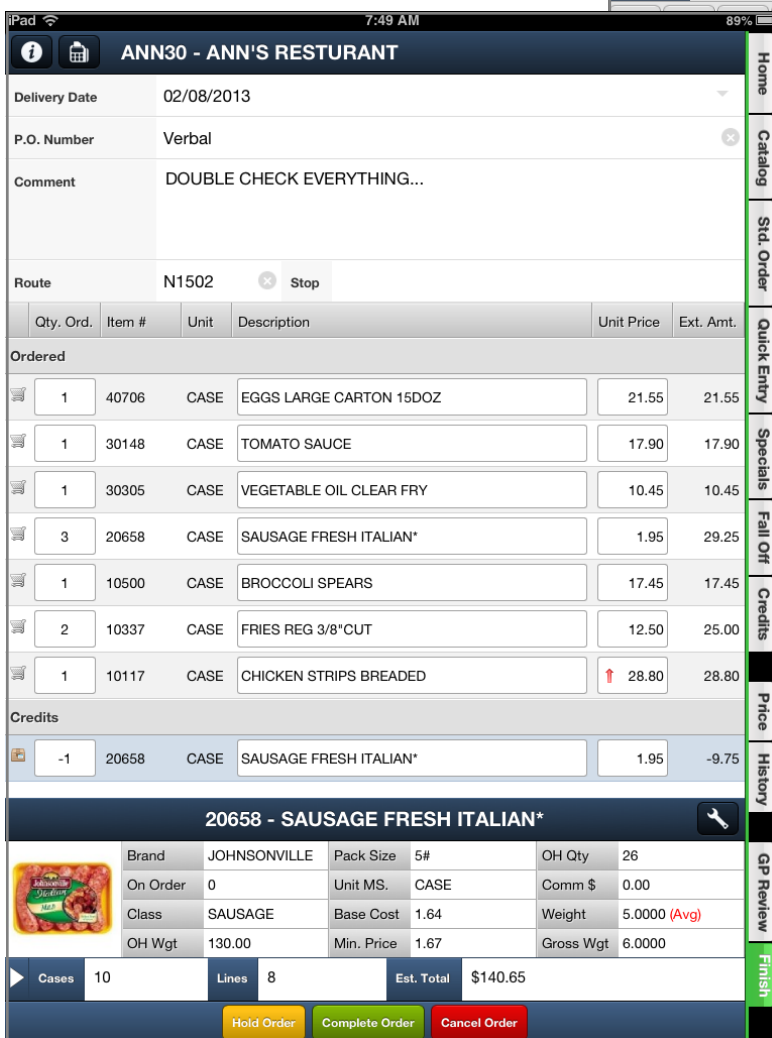 iPad 7:49 AM 89%
ANN30 - ANN'S RESTURANT
Delivery Date 02/08/2013
P.O. Number Verbal
Comment DOUBLE CHECK EVERYTHING...
Route N1502 Stop
Qty. Ord. Item # Unit Description Unit Price Ext. Amt.
Ordered
1 40706 CASE EGGS LARGE CARTON 15DOZ 21.55 21.55
1 30148 CASE TOMATO SAUCE 17.90 17.90
1 30305 CASE VEGETABLE OIL CLEAR FRY 10.45 10.45
3 20658 CASE SAUSAGE FRESH ITALIAN* 1.95 29.25
1 10500 CASE BROCCOLI SPEARS 17.45 17.45
2 10337 CASE FRIES REG 3/8"CUT 12.50 25.00
1 10117 CASE CHICKEN STRIPS BREADED ⇑ 28.80 28.80
Credits
-1 20658 CASE SAUSAGE FRESH ITALIAN* 1.95 -9.75
20658 - SAUSAGE FRESH ITALIAN*
Brand JOHNSONVILLE Pack Size 5# OH Qty 26
On Order 0 Unit MS. CASE Comm $ 0.00
Class SAUSAGE Base Cost 1.64 Weight 5.0000 (Avg)
OH Wgt 130.00 Min. Price 1.67 Gross Wgt 6.0000
Johnsonville
Cases 10 Lines 8 Est. Total $140.65
Hold Order Complete Order Cancel Order
Home
Catalog
Std. Order
Quick Entry
Specials
Fall Off
Credits
Price
History
GP Review
Finish